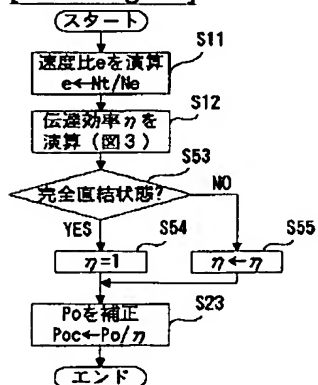 スタート
S11
速度比eを演算
e←Nt/Ne
S12
伝達効率ηを
演算(図3)
S53
完全直結状態?
NO
YES
S54
S55
η=1
η←η
S23
Poを補正
Poc←Po/η
エンド